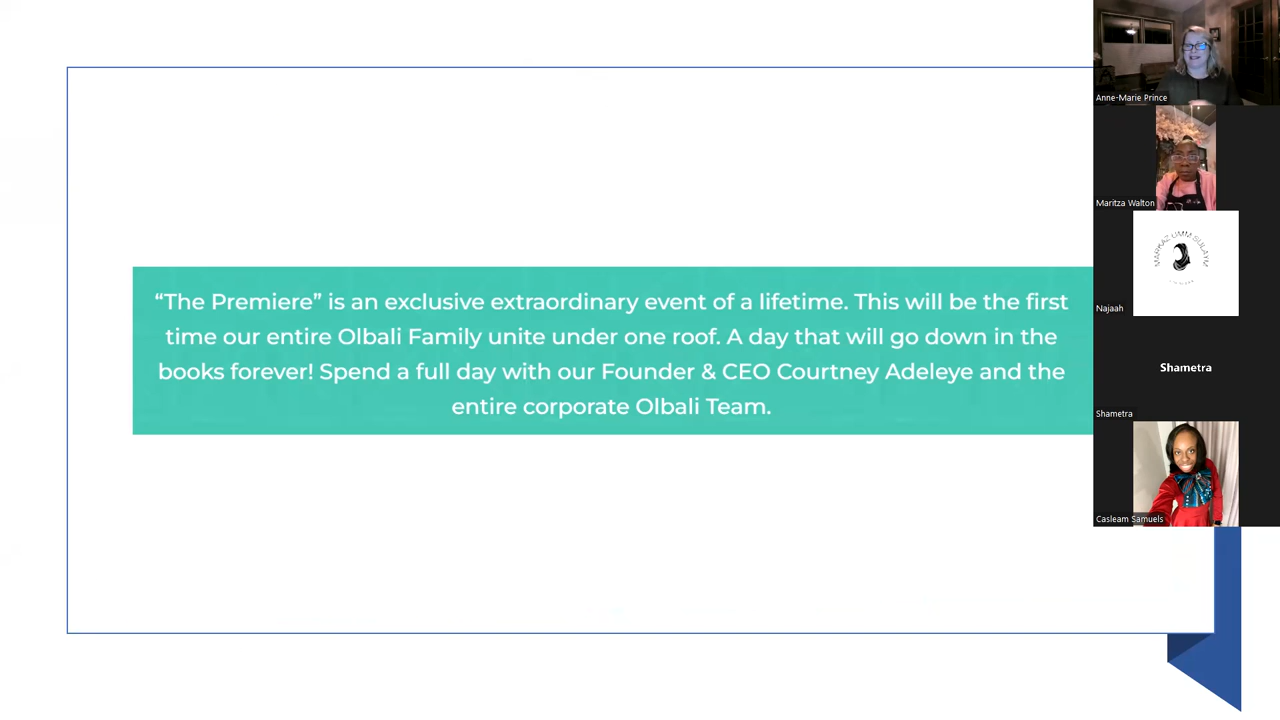 “The Premiere” is an exclusive extraordinary event of a lifetime. This will be the first
time our entire Olbali Family unite under one roof. A day that will go down in the
books forever! Spend a full day with our Founder & CEO Courtney Adeleye and the
entire corporate Olbali Team.
Anne-Marie Prince
Maritza Walton
MARKAZ UMM SULAYM
Najaah
Shametra
Shametra
Casleam Samuels